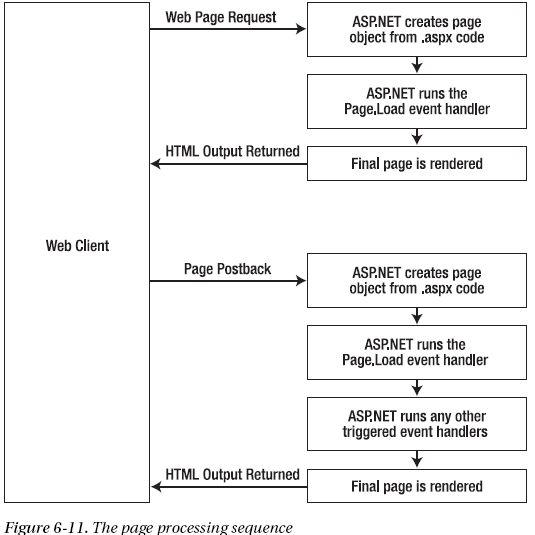 Web Page Request
ASP.NET creates page
object from .aspx code
ASP.NET runs the
Page.Load event handler
HTML Output Returned
Final page is rendered
Web Client
Page Postback
ASP.NET creates page
object from .aspx code
ASP.NET runs the
Page.Load event handler
ASP.NET runs any other
triggered event handlers
HTML Output Returned
Final page is rendered
Figure 6-11. The page processing sequence